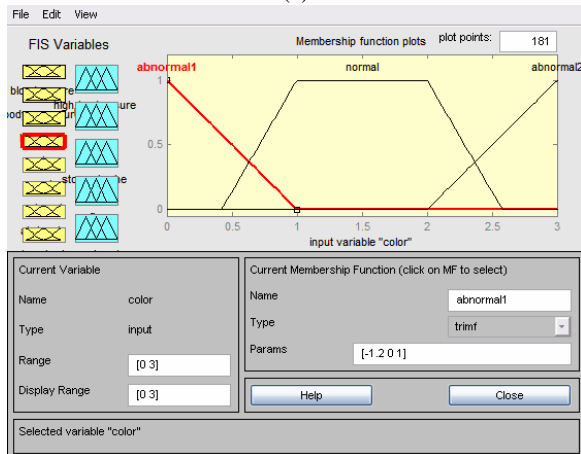 File Edit View
FIS Variables
Membership function plots plot points: 181
abnormal1 normal abnormal2
1
0.5
0
0 0.5 1 1.5 2 2.5 3
input variable "color"
Current Variable
Name color
Type input
Range [0 3]
Display Range [0 3]
Current Membership Function (click on MF to select)
Name abnormal1
Type trimf
Params [-1.2 0 1]
Help Close
Selected variable "color"